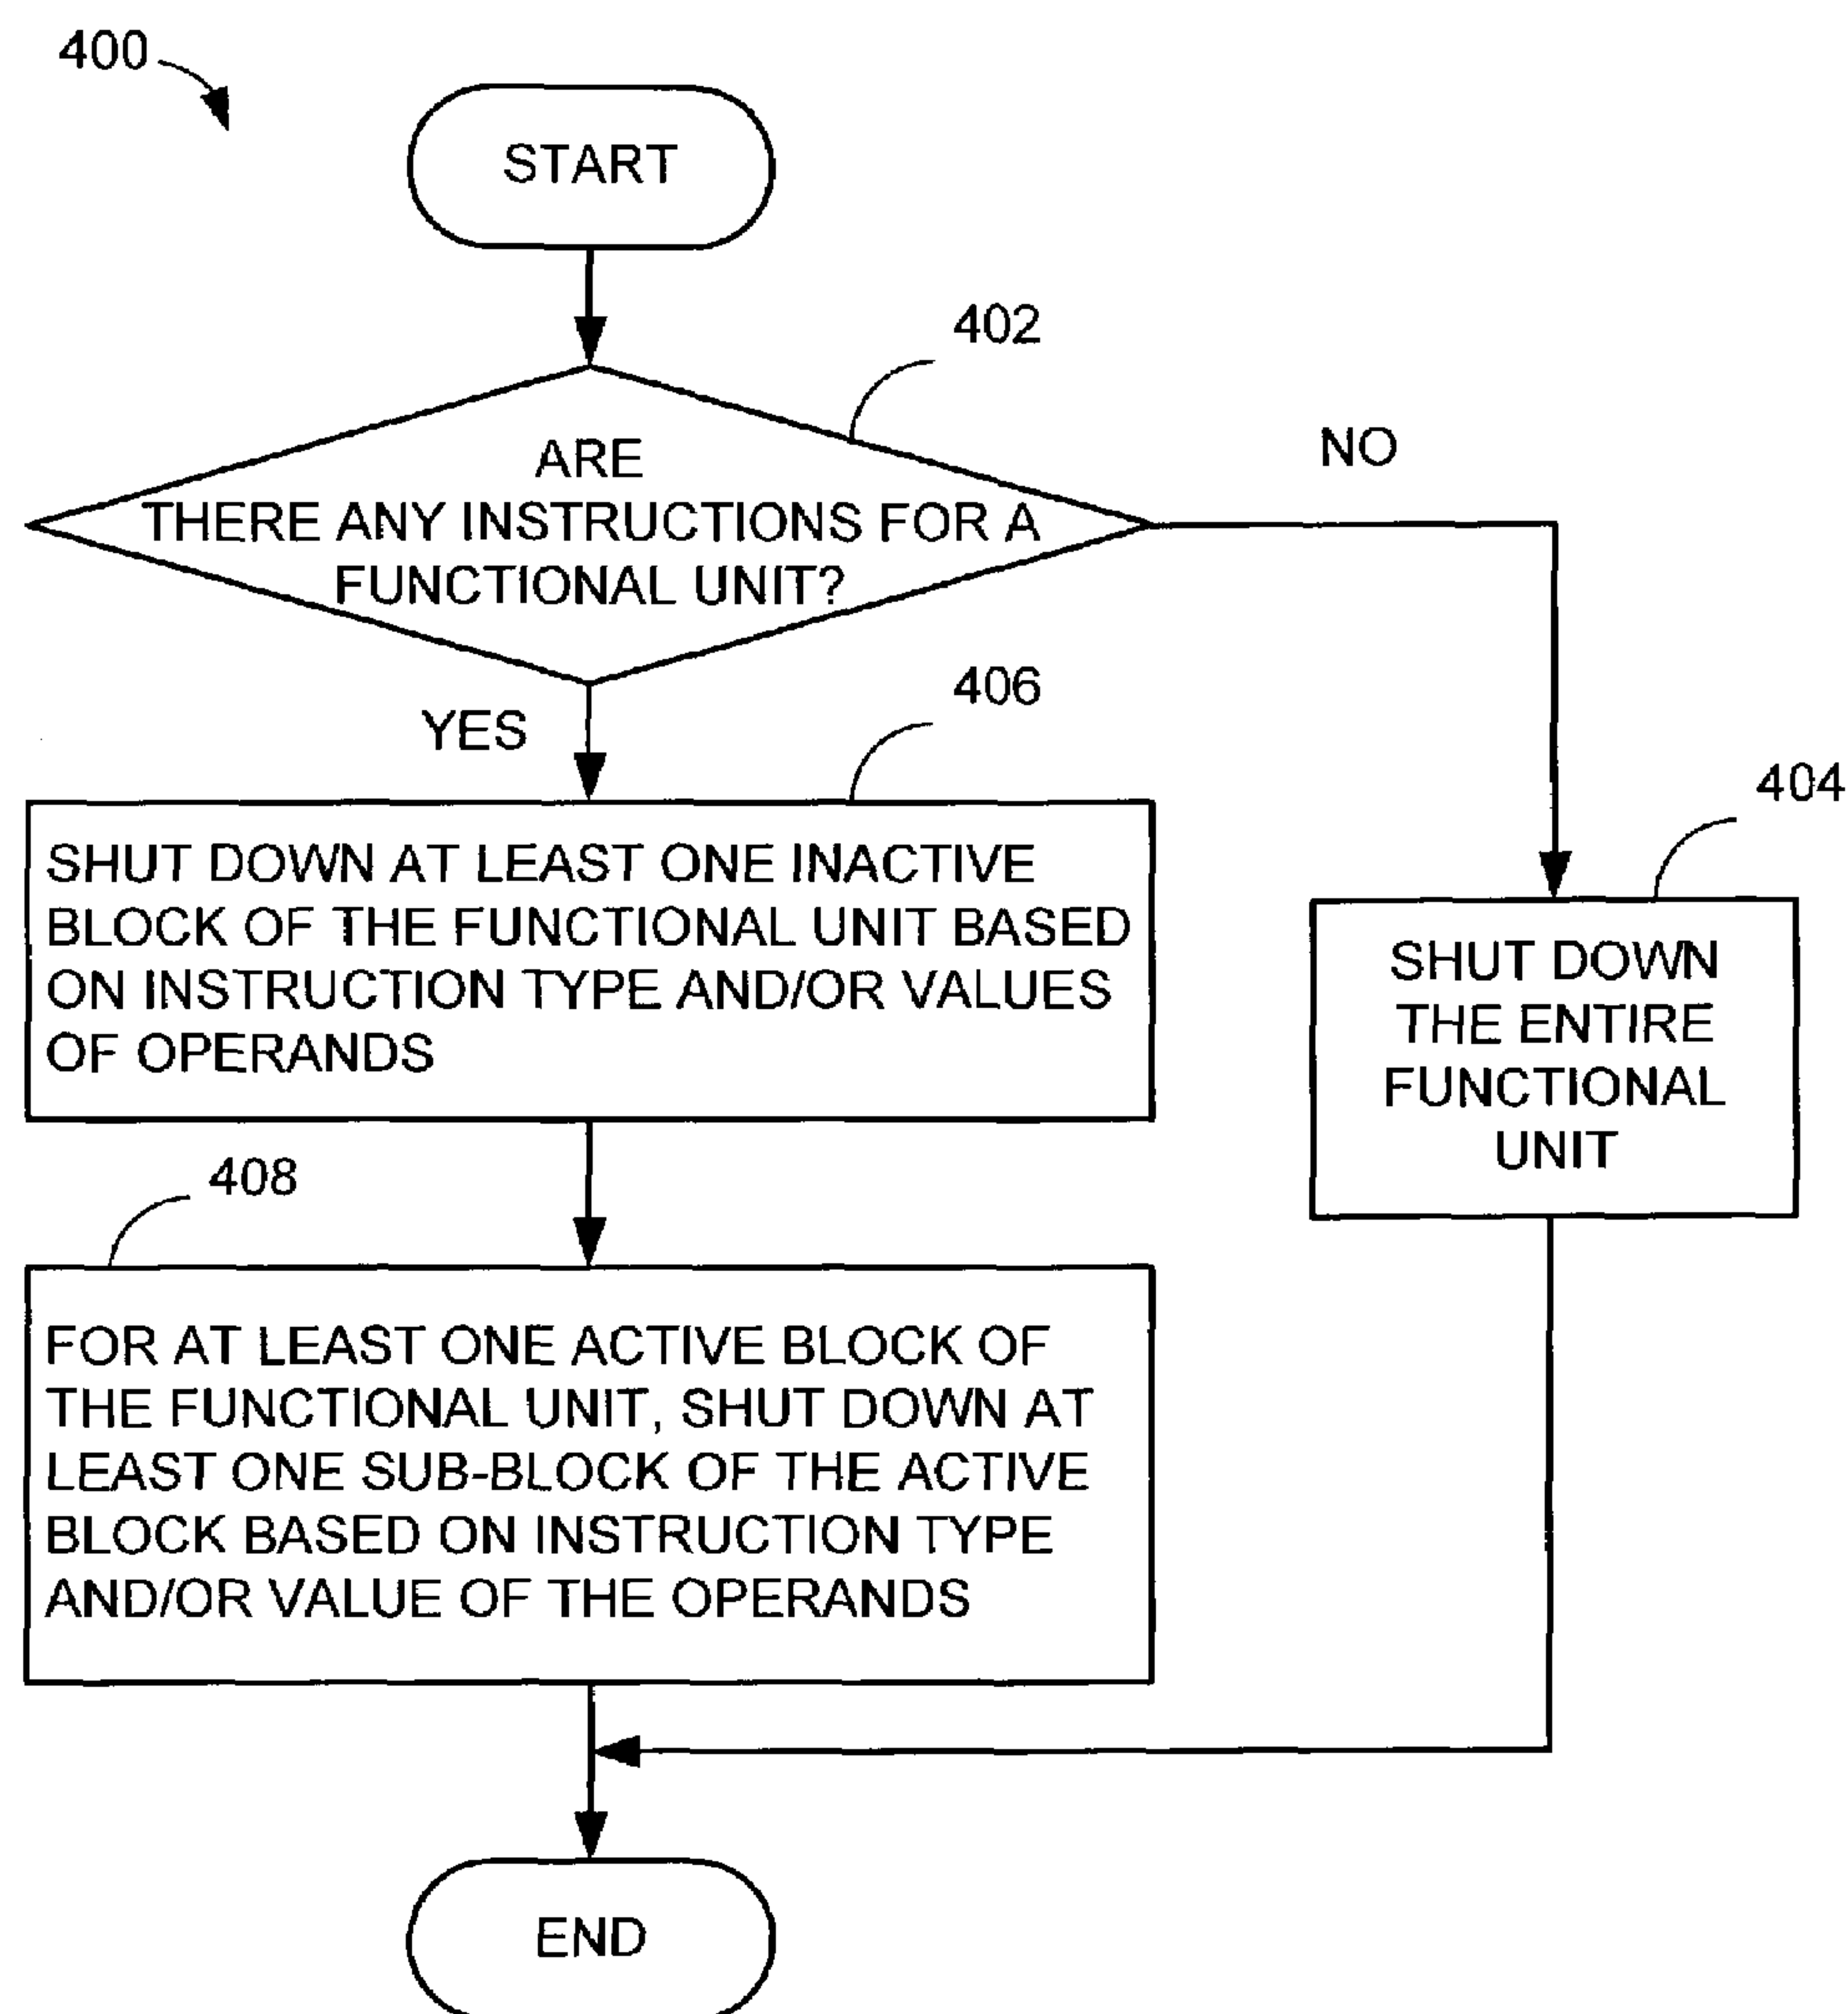 400
START
402
ARE
THERE ANY INSTRUCTIONS FOR A
FUNCTIONAL UNIT?
NO
YES
406
SHUT DOWN AT LEAST ONE INACTIVE
BLOCK OF THE FUNCTIONAL UNIT BASED
ON INSTRUCTION TYPE AND/OR VALUES
OF OPERANDS
404
SHUT DOWN
THE ENTIRE
FUNCTIONAL
UNIT
408
FOR AT LEAST ONE ACTIVE BLOCK OF
THE FUNCTIONAL UNIT, SHUT DOWN AT
LEAST ONE SUB-BLOCK OF THE ACTIVE
BLOCK BASED ON INSTRUCTION TYPE
AND/OR VALUE OF THE OPERANDS
END